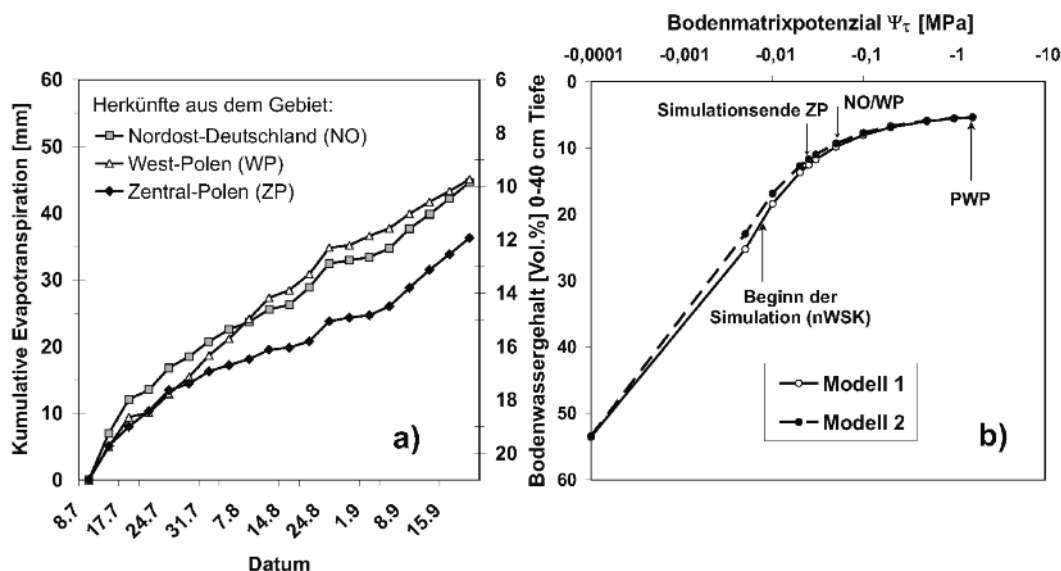 Kumulative Evapotranspiration [mm]
60
50
40
30
20
10
0
Herkünfte aus dem Gebiet:
Nordost-Deutschland (NO)
West-Polen (WP)
Zentral-Polen (ZP)
a)
6
8
10
12
14
16
18
20
8.7
17.7
24.7
31.7
7.8
14.8
24.8
1.9
8.9
15.9
Datum
Bodenwassergehalt [Vol.%] 0-40 cm Tiefe
Bodenmatrixpotenzial Ψτ [MPa]
-0,0001
-0,001
-0,01
-0,1
-1
-10
0
10
20
30
40
50
60
Simulationsende ZP
NO/WP
PWP
Beginn der
Simulation (nWSK)
Modell 1
Modell 2
b)